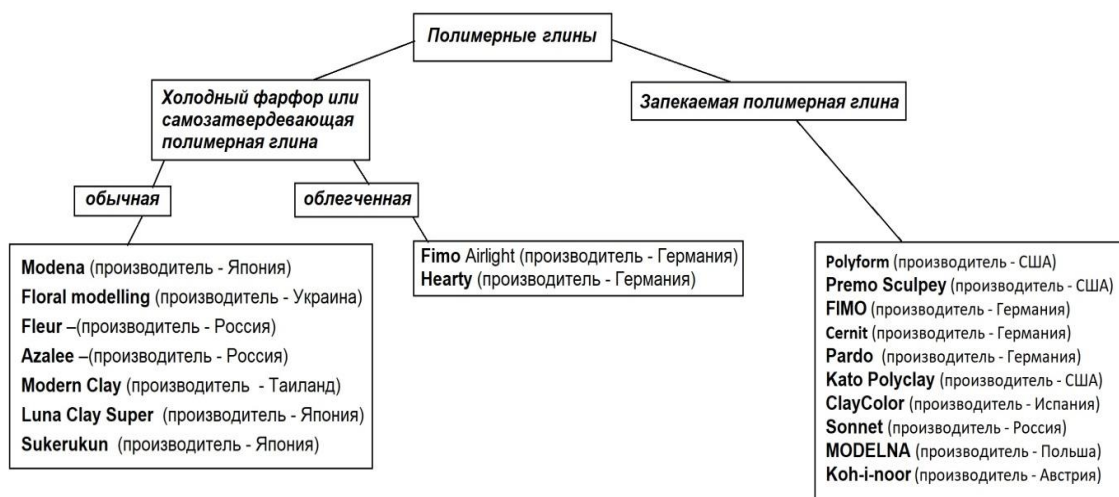 Полимерные глины
Холодный фарфор или
самозатвердевающая
полимерная глина
Запекаемая полимерная глина
обычная
облегченная
Modena (производитель - Япония)
Floral modelling (производитель - Украина)
Fleur –(производитель - Россия)
Azalee –(производитель - Россия)
Modern Clay (производитель - Таиланд)
Luna Clay Super (производитель - Япония)
Sukerukun (производитель - Япония)
Fimo Airlight (производитель - Германия)
Hearty (производитель - Германия)
Polyform (производитель - США)
Premo Sculpey (производитель - США)
FIMO (производитель - Германия)
Cernit (производитель - Германия)
Pardo (производитель - Германия)
Kato Polyclay (производитель - США)
ClayColor (производитель - Испания)
Sonnet (производитель - Россия)
MODELNA (производитель - Польша)
Koh-i-noor (производитель - Австрия)